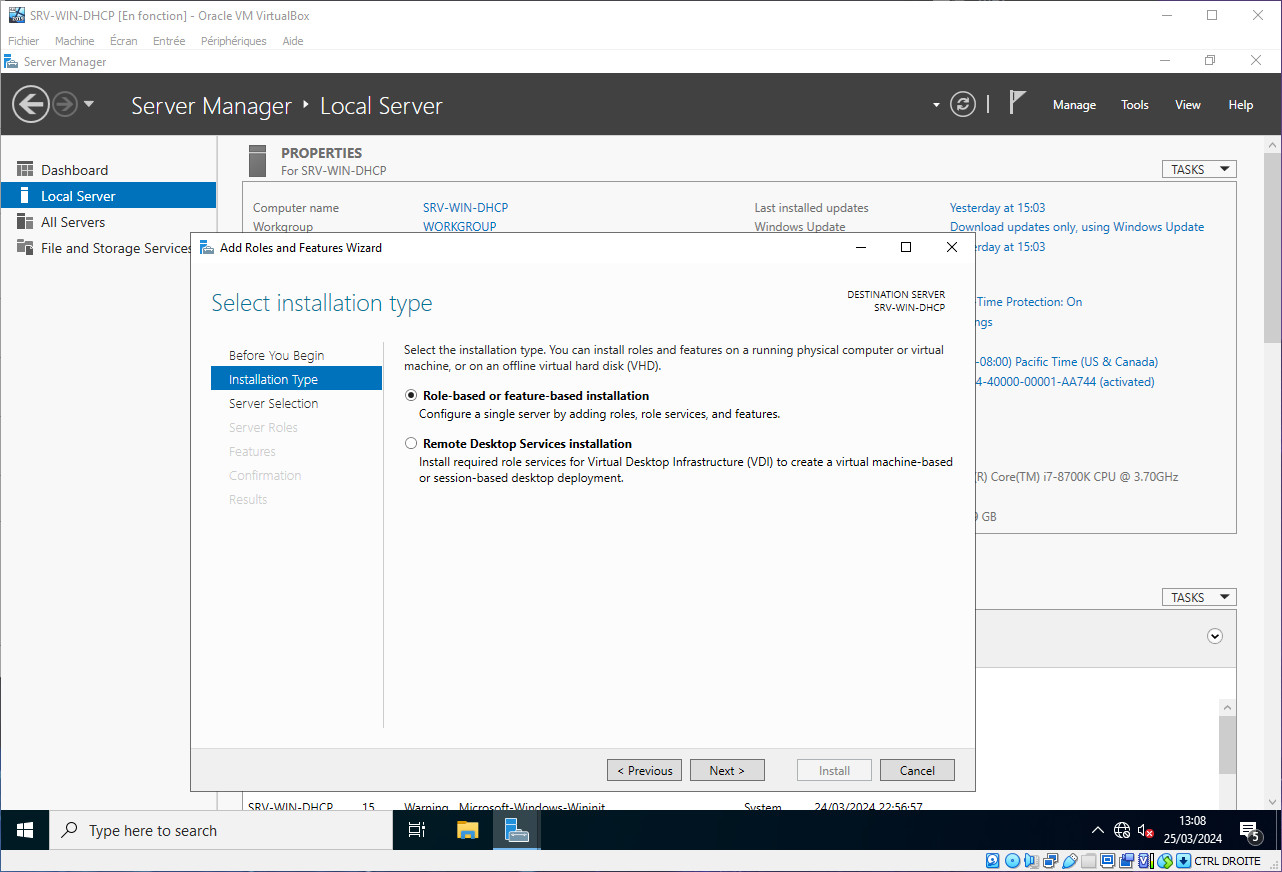 SRV-WIN-DHCP [En fonction] - Oracle VM VirtualBox
Fichier Machine Écran Entrée Périphériques Aide
Server Manager
Server Manager Local Server
Manage Tools View Help
Dashboard
Local Server
All Servers
File and Storage Services
PROPERTIES
For SRV-WIN-DHCP
TASKS
Computer name SRV-WIN-DHCP Last installed updates Yesterday at 15:03
Workgroup WORKGROUP Windows Update Download updates only, using Windows Update
rday at 15:03
-Time Protection: On
ngs
-08:00) Pacific Time (US & Canada)
4-40000-00001-AA744 (activated)
(R) Core(TM) i7-8700K CPU @ 3.70GHz
GB
TASKS
Add Roles and Features Wizard
Select installation type
DESTINATION SERVER
SRV-WIN-DHCP
Before You Begin
Installation Type
Server Selection
Server Roles
Features
Confirmation
Results
Select the installation type. You can install roles and features on a running physical computer or virtual
machine, or on an offline virtual hard disk (VHD).
Role-based or feature-based installation
Configure a single server by adding roles, role services, and features.
Remote Desktop Services installation
Install required role services for Virtual Desktop Infrastructure (VDI) to create a virtual machine-based
or session-based desktop deployment.
< Previous Next > Install Cancel
SRV-WIN-DHCP 15 Warning Microsoft-Windows-Wininit System 24/03/2024 22:56:57
Type here to search
13:08
25/03/2024
5
CTRL DROITE